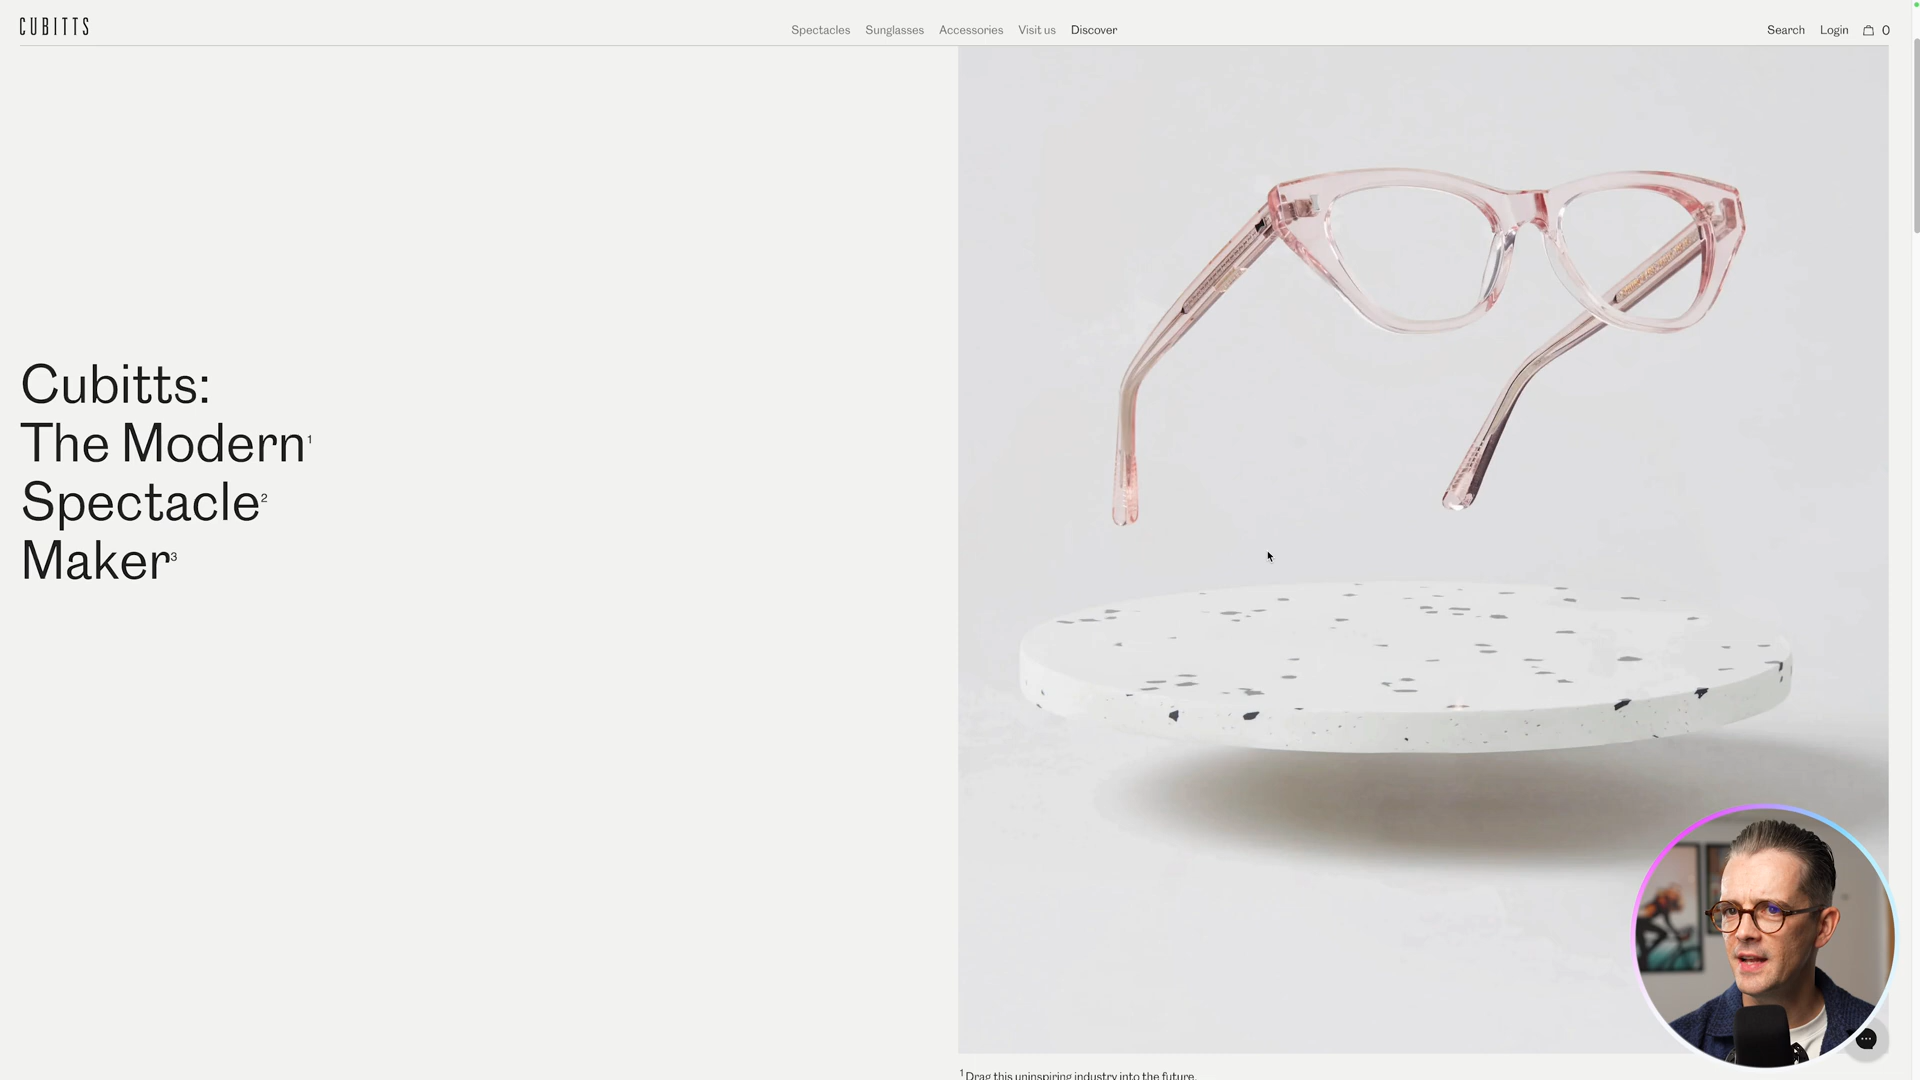 CUBITTS
Spectacles Sunglasses Accessories Visit us Discover
Search Login 0
Cubitts:
The Modern¹
Spectacle²
Maker³
¹ Drag this uninspiring industry into the future.